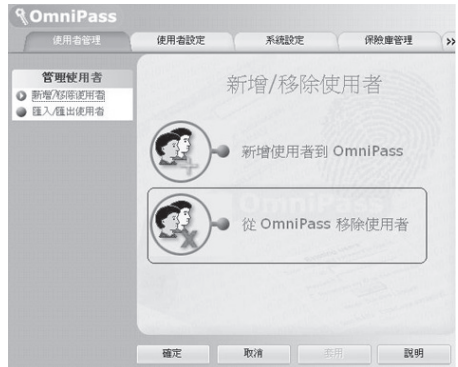 OmniPass
使用者管理 使用者設定 系統設定 保險庫管理 >>
管理使用者
新增/移除使用者
匯入/匯出使用者
新增/移除使用者
新增使用者到 OmniPass
從 OmniPass 移除使用者
確定 取消 套用 說明